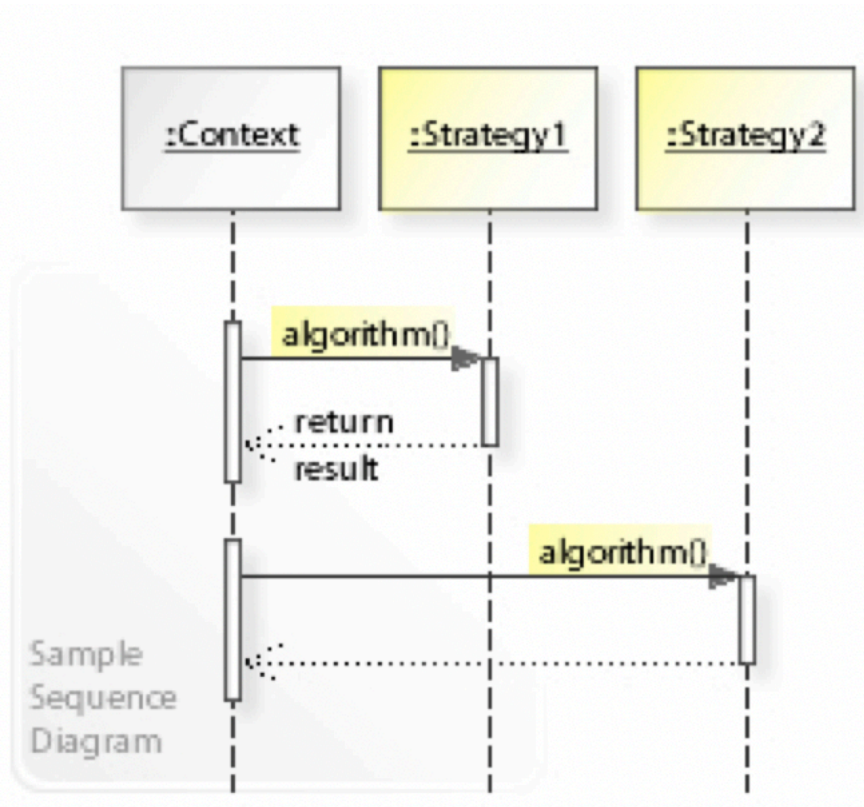 :Context
:Strategy1
:Strategy2
algorithm()
return
result
algorithm()
Sample
Sequence
Diagram